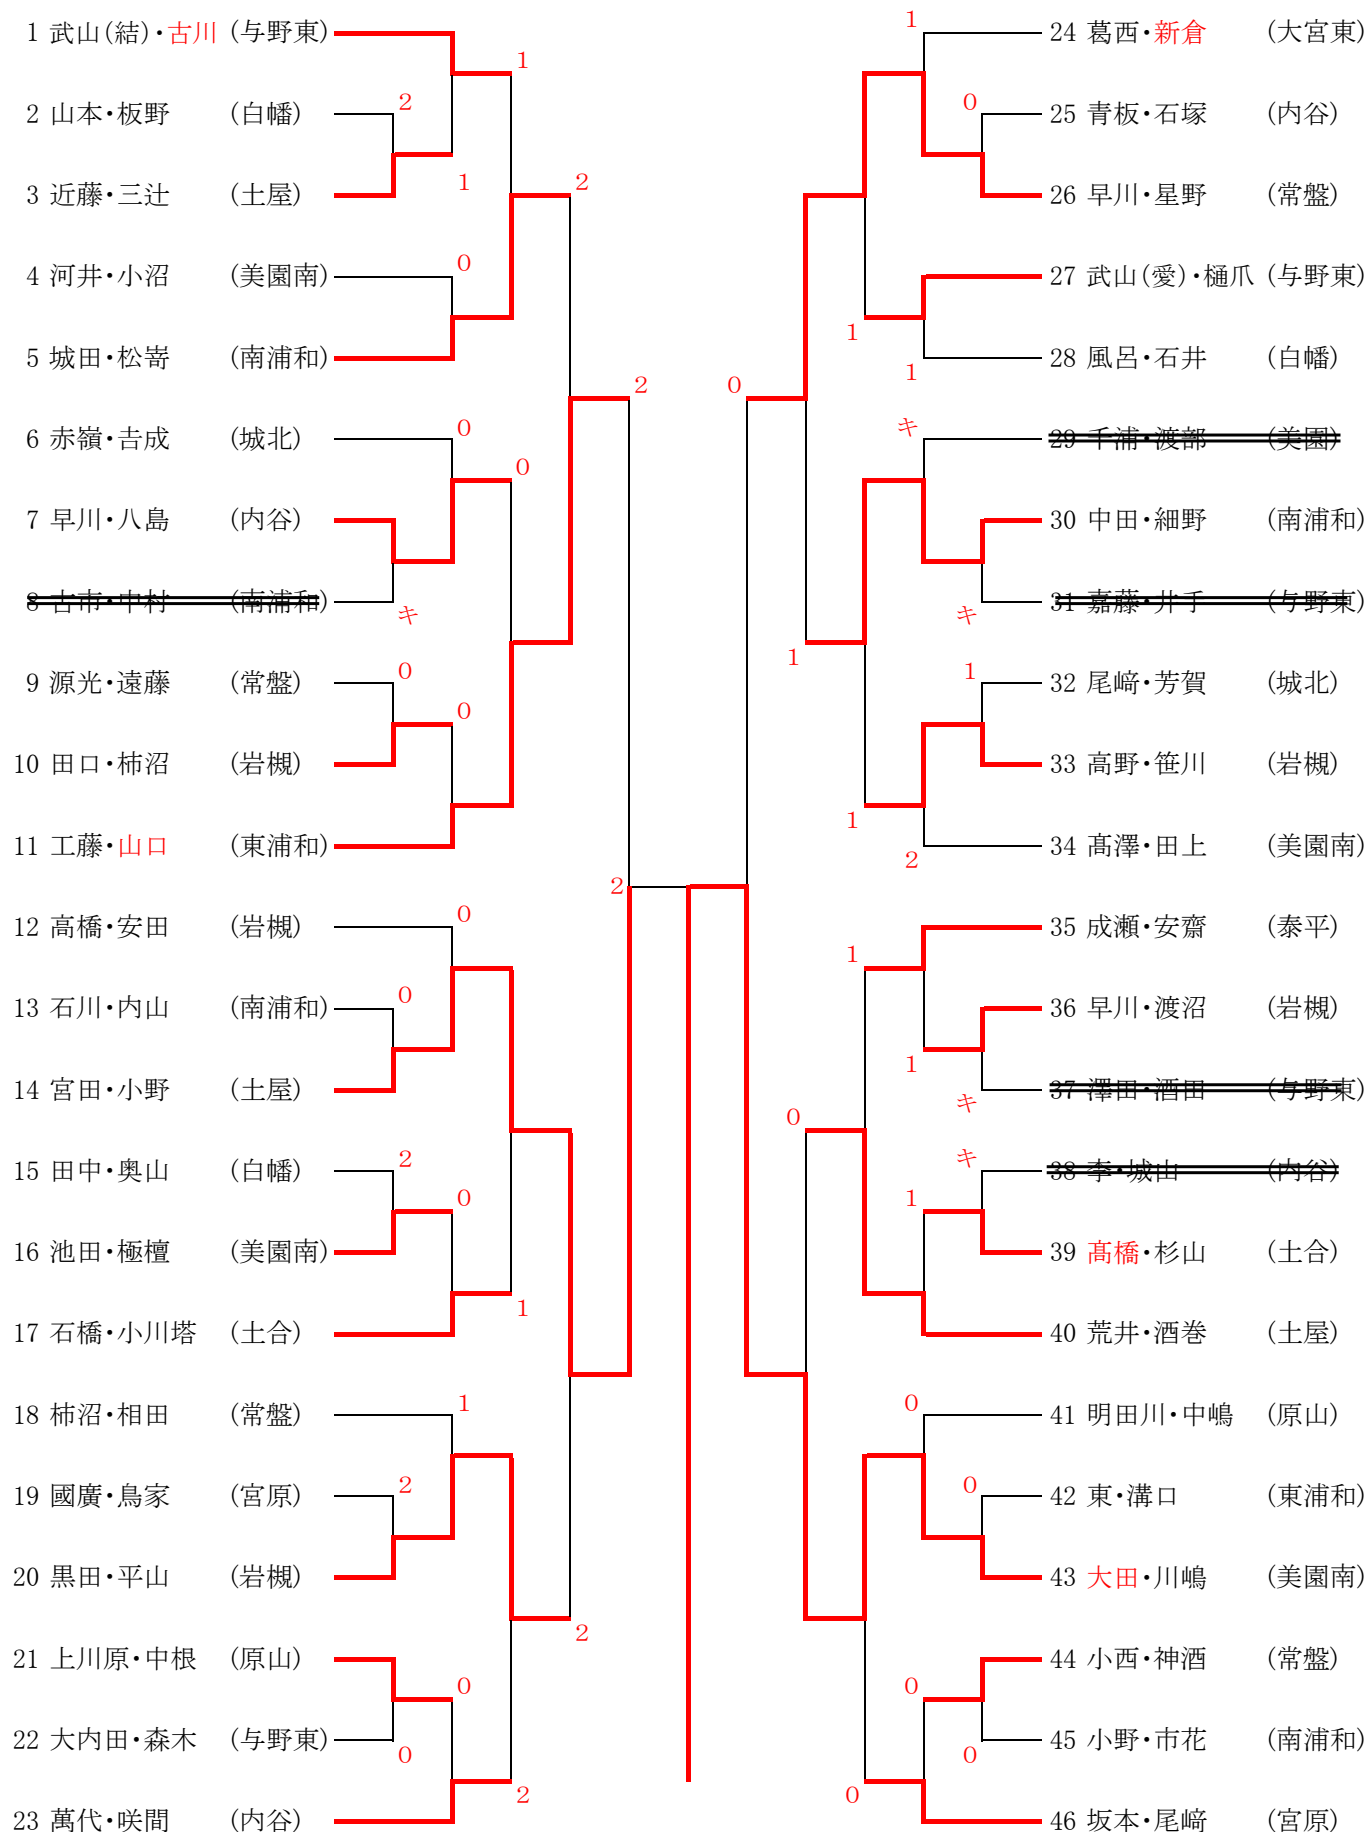 1 武山(結)・古川 (与野東)
2 山本・板野 (白幡)
3 近藤・三辻 (土屋)
4 河井・小沼 (美園南)
5 城田・松嵜 (南浦和)
6 赤嶺・𠮷成 (城北)
7 早川・八島 (内谷)
8 古市・中村 (南浦和)
9 源光・遠藤 (常盤)
10 田口・柿沼 (岩槻)
11 工藤・山口 (東浦和)
12 高橋・安田 (岩槻)
13 石川・内山 (南浦和)
14 宮田・小野 (土屋)
15 田中・奥山 (白幡)
16 池田・極檀 (美園南)
17 石橋・小川塔 (土合)
18 柿沼・相田 (常盤)
19 國廣・鳥家 (宮原)
20 黒田・平山 (岩槻)
21 上川原・中根 (原山)
22 大内田・森木 (与野東)
23 萬代・咲間 (内谷)
1
2
1
2
0
0
0
2
キ
0
0
2
0
0
2
0
1
1
2
2
0
0
2
24 葛西・新倉 (大宮東)
25 青板・石塚 (内谷)
26 早川・星野 (常盤)
27 武山(愛)・樋爪 (与野東)
28 風呂・石井 (白幡)
29 千浦・渡部 (美園)
30 中田・細野 (南浦和)
31 嘉藤・井手 (与野東)
32 尾﨑・芳賀 (城北)
33 高野・笹川 (岩槻)
34 髙澤・田上 (美園南)
35 成瀬・安齋 (泰平)
36 早川・渡沼 (岩槻)
37 澤田・酒田 (与野東)
38 李・城山 (内谷)
39 髙橋・杉山 (土合)
40 荒井・酒巻 (土屋)
41 明田川・中嶋 (原山)
42 東・溝口 (東浦和)
43 大田・川嶋 (美園南)
44 小西・神酒 (常盤)
45 小野・市花 (南浦和)
46 坂本・尾﨑 (宮原)
1
0
1
1
0
キ
キ
1
1
1
2
1
1
キ
0
キ
1
0
0
0
0
0